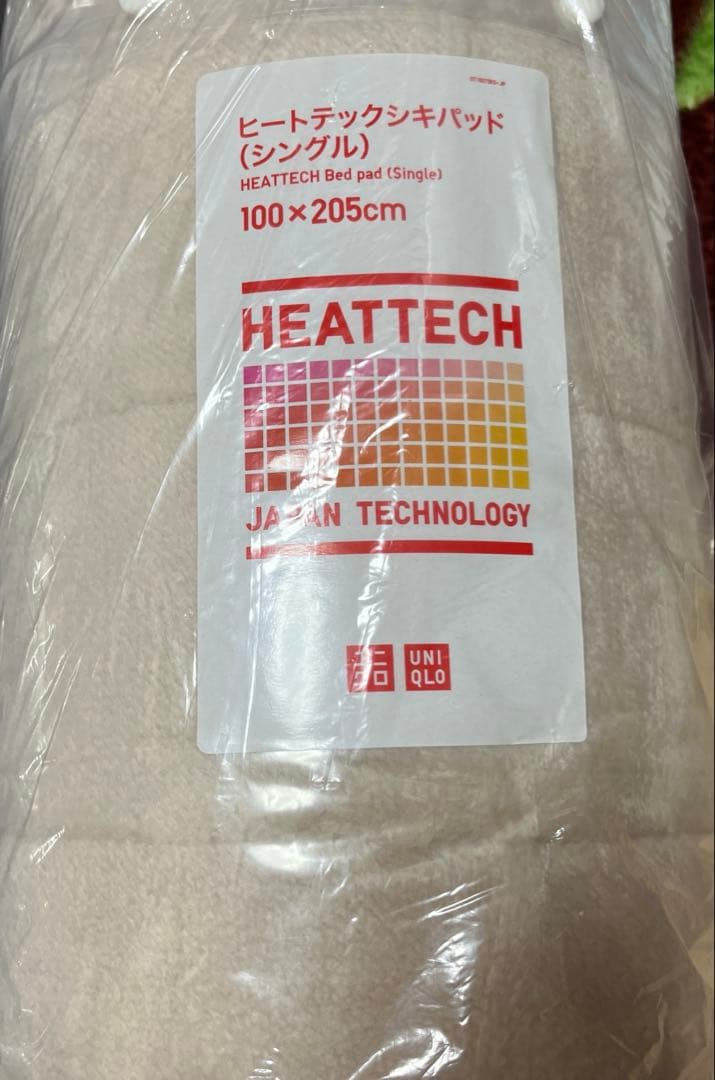 ヒートテックシキパッド
(シングル)
HEATTECH Bed pad (Single)
100×205cm
HEATTECH
JAPAN TECHNOLOGY
ユニ
クロ
UNI
QLO